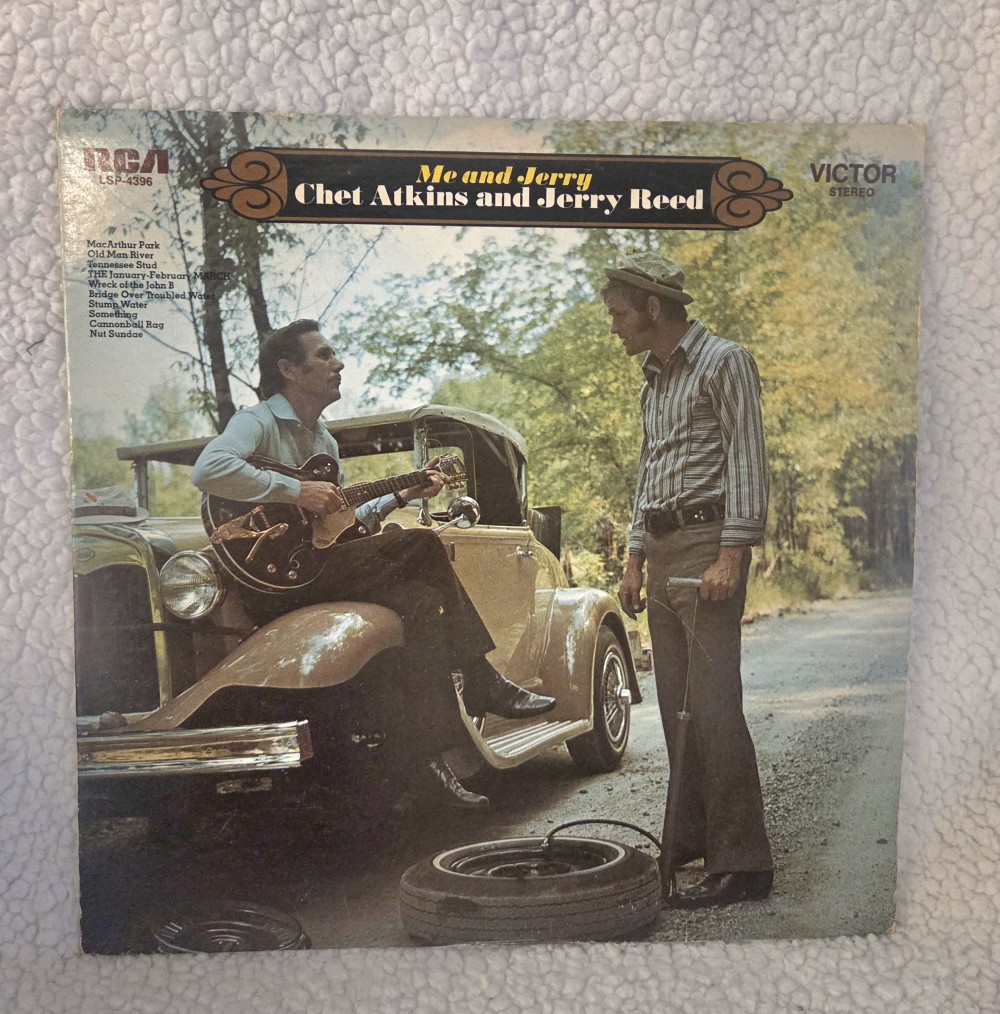 RCA
LSP-4396
Me and Jerry
Chet Atkins and Jerry Reed
VICTOR
STEREO
MacArthur Park
Old Man River
Tennessee Stud
THE January-February MARCH
Wreck of the John B
Bridge Over Troubled Water
Stump Water
Something
Cannonball Rag
Nut Sundae